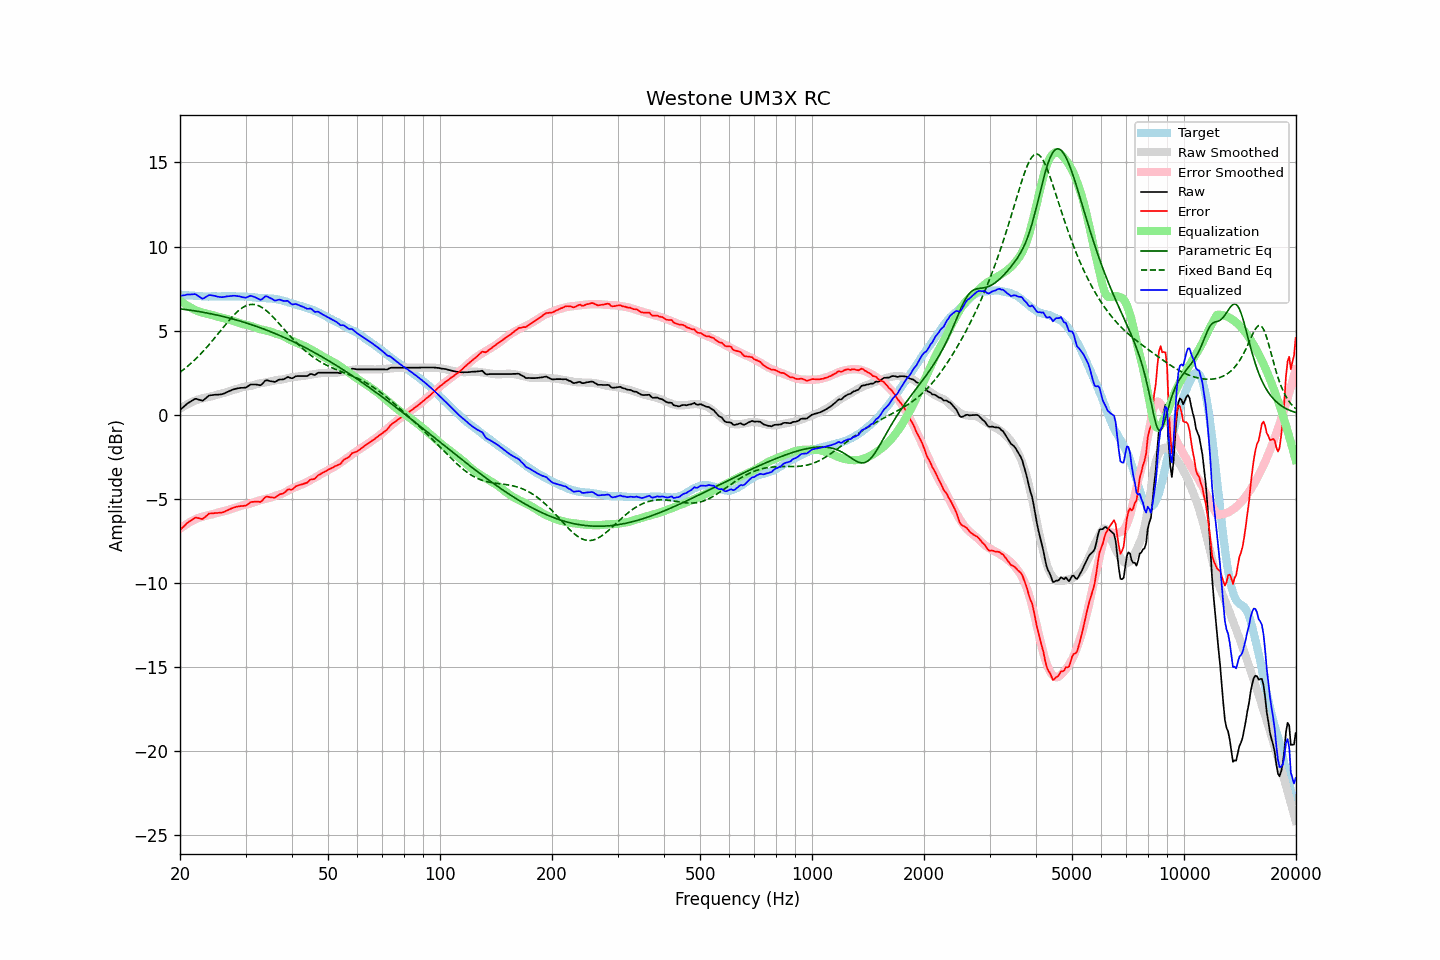 Westone UM3X RC
Target
Raw Smoothed
Error Smoothed
Raw
Error
Equalization
Parametric Eq
Fixed Band Eq
Equalized
15
10
5
0
−5
−10
−15
−20
−25
Amplitude (dBr)
20
50
100
200
500
1000
2000
5000
10000
20000
Frequency (Hz)